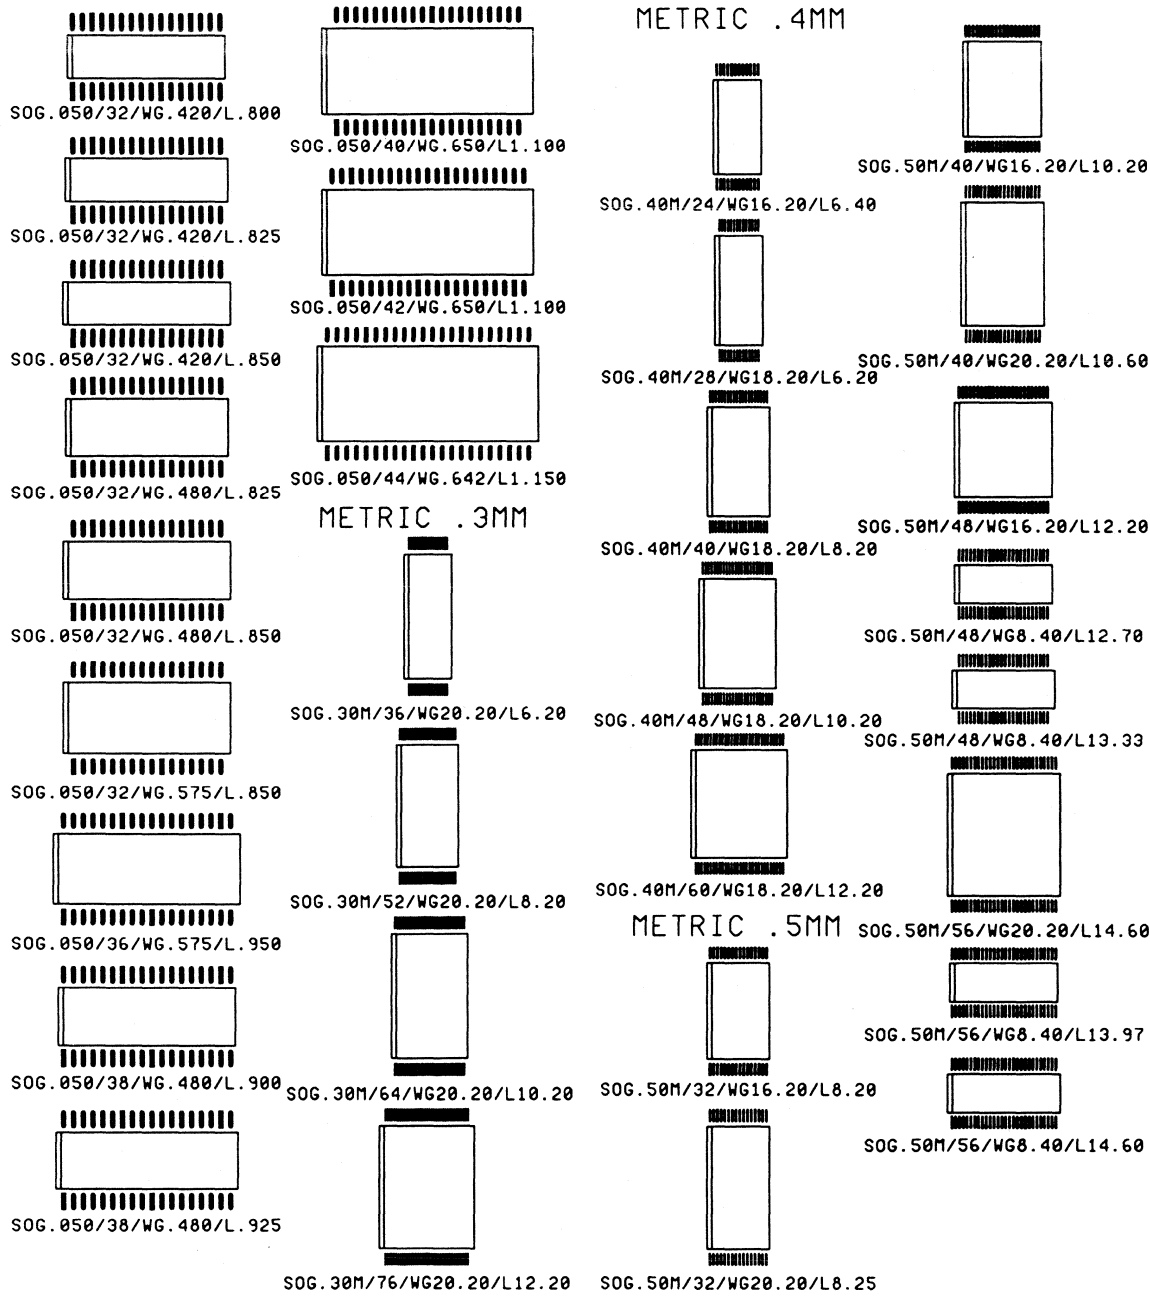 SOG.050/32/WG.420/L.800
SOG.050/32/WG.420/L.825
SOG.050/32/WG.420/L.850
SOG.050/32/WG.480/L.825
SOG.050/32/WG.480/L.850
SOG.050/32/WG.575/L.850
SOG.050/36/WG.575/L.950
SOG.050/38/WG.480/L.900
SOG.050/38/WG.480/L.925
SOG.050/40/WG.650/L1.100
SOG.050/42/WG.650/L1.100
SOG.050/44/WG.642/L1.150
METRIC .3MM
SOG.30M/36/WG20.20/L6.20
SOG.30M/52/WG20.20/L8.20
SOG.30M/64/WG20.20/L10.20
SOG.30M/76/WG20.20/L12.20
METRIC .4MM
SOG.40M/24/WG16.20/L6.40
SOG.40M/28/WG18.20/L6.20
SOG.40M/40/WG18.20/L8.20
SOG.40M/48/WG18.20/L10.20
SOG.40M/60/WG18.20/L12.20
METRIC .5MM
SOG.50M/32/WG16.20/L8.20
SOG.50M/32/WG20.20/L8.25
SOG.50M/40/WG16.20/L10.20
SOG.50M/40/WG20.20/L10.60
SOG.50M/48/WG16.20/L12.20
SOG.50M/48/WG8.40/L12.70
SOG.50M/48/WG8.40/L13.33
SOG.50M/56/WG20.20/L14.60
SOG.50M/56/WG8.40/L13.97
SOG.50M/56/WG8.40/L14.60